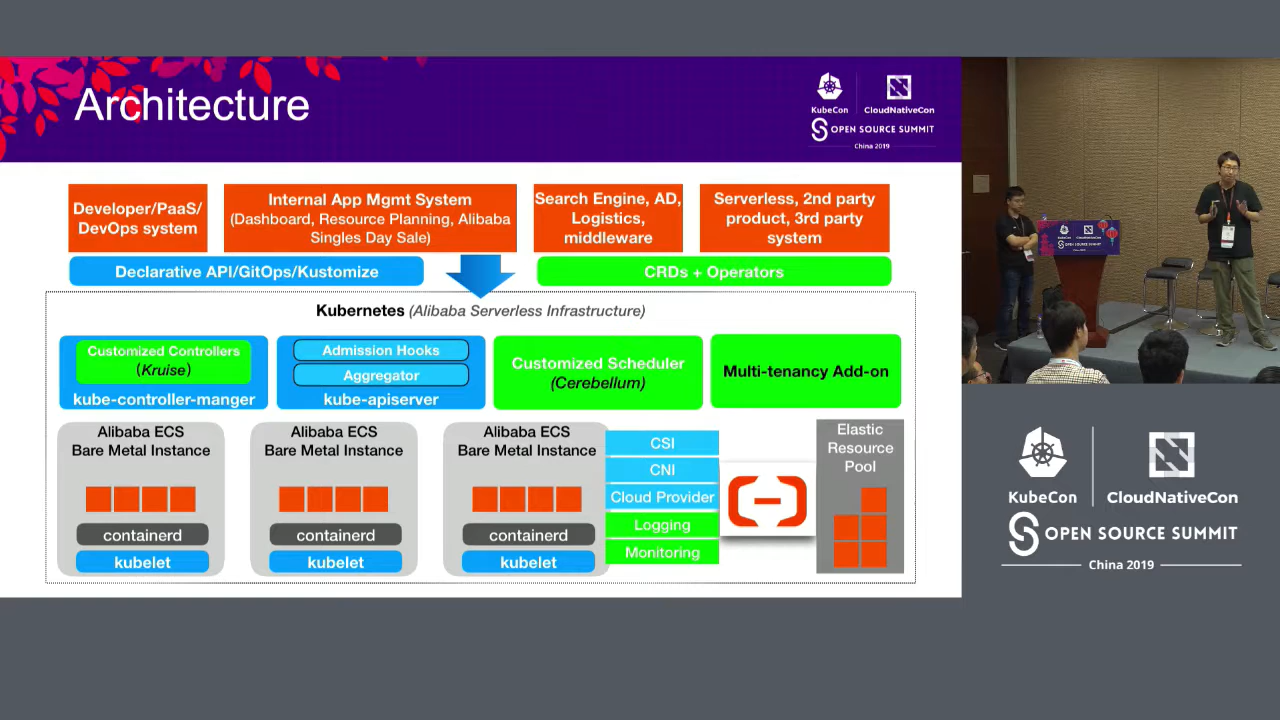 Architecture
KubeCon
CloudNativeCon
OPEN SOURCE SUMMIT
China 2019
Developer/PaaS/
DevOps system
Internal App Mgmt System
(Dashboard, Resource Planning, Alibaba
Singles Day Sale)
Search Engine, AD,
Logistics,
middleware
Serverless, 2nd party
product, 3rd party
system
Declarative API/GitOps/Kustomize
CRDs + Operators
Kubernetes (Alibaba Serverless Infrastructure)
Customized Controllers
(Kruise)
kube-controller-manger
Admission Hooks
Aggregator
kube-apiserver
Customized Scheduler
(Cerebellum)
Multi-tenancy Add-on
Alibaba ECS
Bare Metal Instance
containerd
kubelet
Alibaba ECS
Bare Metal Instance
containerd
kubelet
Alibaba ECS
Bare Metal Instance
containerd
kubelet
CSI
CNI
Cloud Provider
Logging
Monitoring
Elastic
Resource
Pool
KubeCon
CloudNativeCon
OPEN SOURCE SUMMIT
KubeCon
CloudNativeCon
OPEN SOURCE SUMMIT
China 2019